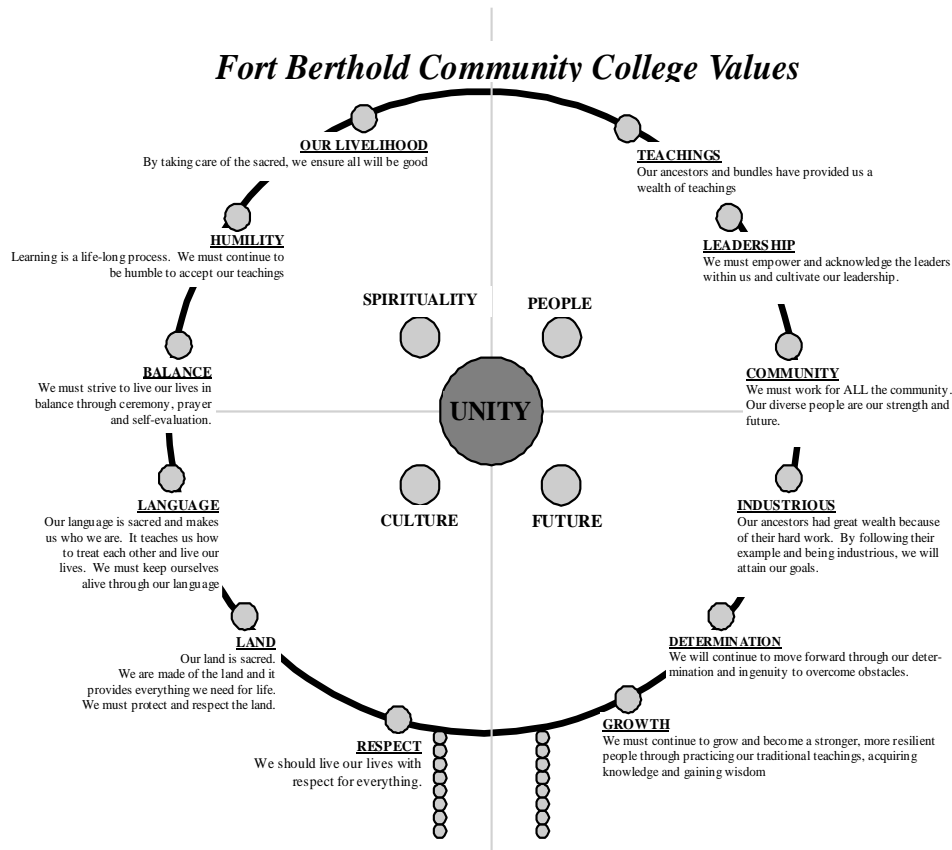 Fort Berthold Community College Values
OUR LIVELIHOOD
By taking care of the sacred, we ensure all will be good
TEACHINGS
Our ancestors and bundles have provided us a
wealth of teachings
HUMILITY
Learning is a life-long process. We must continue to
be humble to accept our teachings
LEADERSHIP
We must empower and acknowledge the leaders
within us and cultivate our leadership.
SPIRITUALITY
PEOPLE
BALANCE
We must strive to live our lives in
balance through ceremony, prayer
and self-evaluation.
UNITY
COMMUNITY
We must work for ALL the community.
Our diverse people are our strength and
future.
LANGUAGE
Our language is sacred and makes
us who we are. It teaches us how
to treat each other and live our
lives. We must keep ourselves
alive through our language
CULTURE
FUTURE
INDUSTRIOUS
Our ancestors had great wealth because
of their hard work. By following their
example and being industrious, we will
attain our goals.
LAND
Our land is sacred.
We are made of the land and it
provides everything we need for life.
We must protect and respect the land.
DETERMINATION
We will continue to move forward through our deter-
mination and ingenuity to overcome obstacles.
RESPECT
We should live our lives with
respect for everything.
GROWTH
We must continue to grow and become a stronger, more resilient
people through practicing our traditional teachings, acquiring
knowledge and gaining wisdom